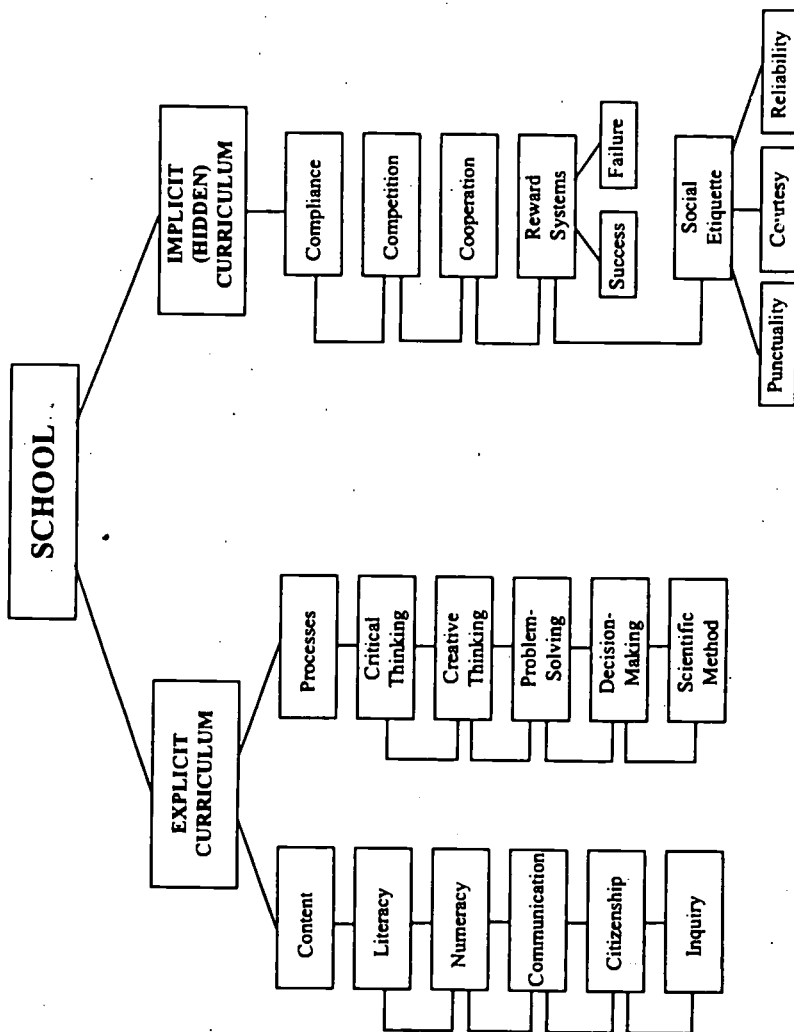 SCHOOL
EXPLICIT
CURRICULUM
Content
Literacy
Numeracy
Communication
Citizenship
Inquiry
Processes
Critical
Thinking
Creative
Thinking
Problem-
Solving
Decision-
Making
Scientific
Method
IMPLICIT
(HIDDEN)
CURRICULUM
Compliance
Competition
Cooperation
Reward
Systems
Success
Failure
Social
Etiquette
Punctuality
Courtesy
Reliability